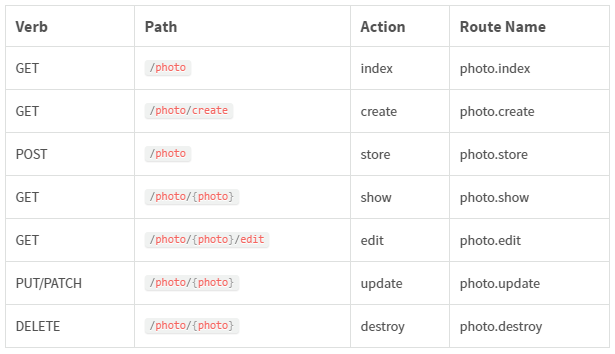 Verb Path Action Route Name
GET /photo index photo.index
GET /photo/create create photo.create
POST /photo store photo.store
GET /photo/{photo} show photo.show
GET /photo/{photo}/edit edit photo.edit
PUT/PATCH /photo/{photo} update photo.update
DELETE /photo/{photo} destroy photo.destroy